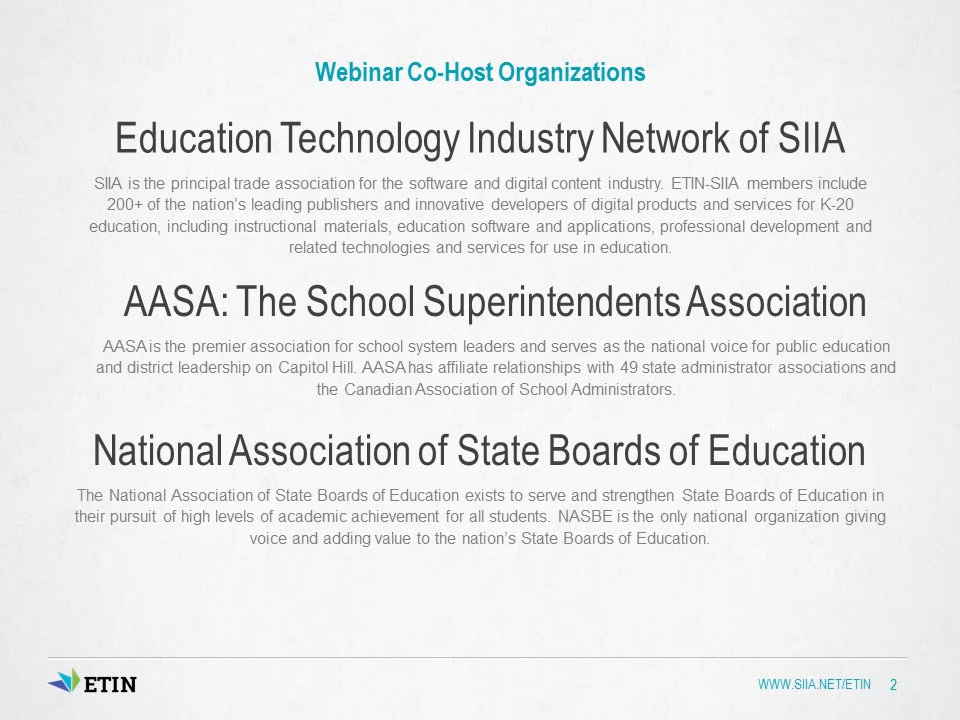 Webinar Co-Host Organizations
Education Technology Industry Network of SIIA
SIIA is the principal trade association for the software and digital content industry. ETIN-SIIA members include
200+ of the nation's leading publishers and innovative developers of digital products and services for K-20
education, including instructional materials, education software and applications, professional development and
related technologies and services for use in education.
AASA: The School Superintendents Association
AASA is the premier association for school system leaders and serves as the national voice for public education
and district leadership on Capitol Hill. AASA has affiliate relationships with 49 state administrator associations and
the Canadian Association of School Administrators.
National Association of State Boards of Education
The National Association of State Boards of Education exists to serve and strengthen State Boards of Education in
their pursuit of high levels of academic achievement for all students. NASBE is the only national organization giving
voice and adding value to the nation's State Boards of Education.
ETIN
WWW.SIIA.NET/ETIN 2